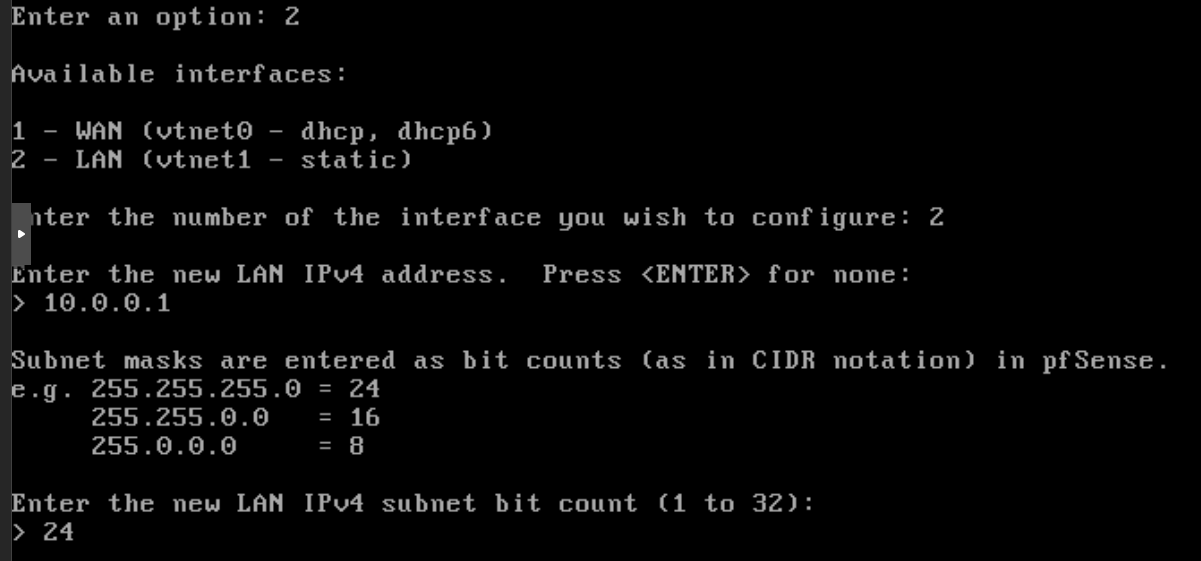 Enter an option: 2
Available interfaces:
1 - WAN (vtnet0 - dhcp, dhcp6)
2 - LAN (vtnet1 - static)
nter the number of the interface you wish to configure: 2
Enter the new LAN IPv4 address.  Press <ENTER> for none:
> 10.0.0.1
Subnet masks are entered as bit counts (as in CIDR notation) in pfSense.
e.g. 255.255.255.0 = 24
     255.255.0.0   = 16
     255.0.0.0     = 8
Enter the new LAN IPv4 subnet bit count (1 to 32):
> 24